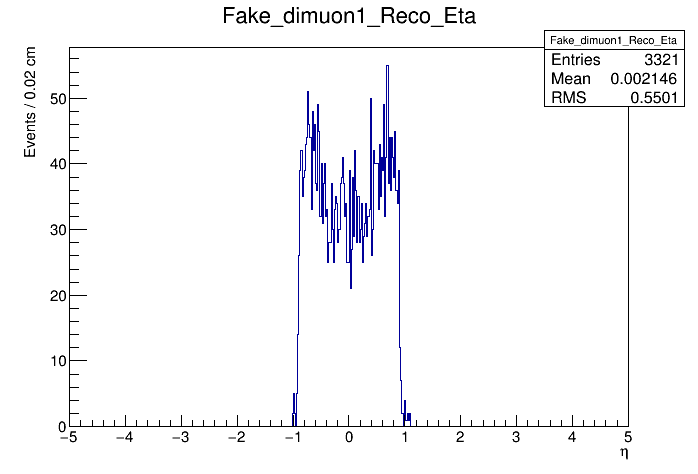 Fake_dimuon1_Reco_Eta
Fake_dimuon1_Reco_Eta
Entries 3321
Mean 0.002146
RMS 0.5501
Events / 0.02 cm
50
40
30
20
10
0
−5 −4 −3 −2 −1 0 1 2 3 4 5
η